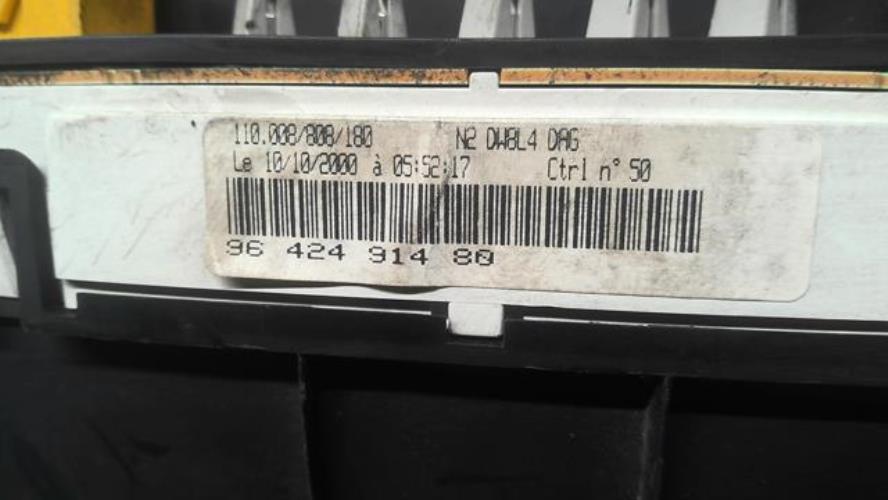 110.008/808/180 N2 DW8L4 DAG
Le 10/10/2000 à 05:52:17 Ctrl n° 50
96 424 914 80